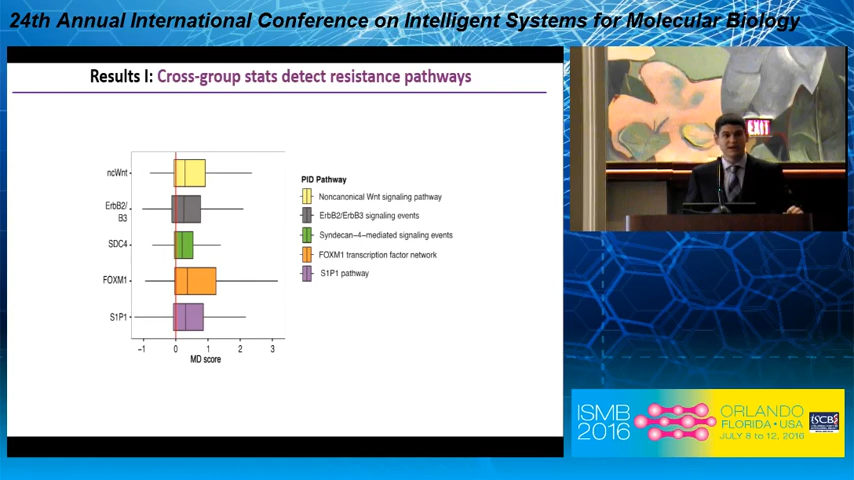 24th Annual International Conference on Intelligent Systems for Molecular Biology
Results I: Cross-group stats detect resistance pathways
ncWnt
ErbB2/
B3
SDC4
FOXM1
S1P1
-1
0
1
2
3
MD score
PID Pathway
Noncanonical Wnt signaling pathway
ErbB2/ErbB3 signaling events
Syndecan-4-mediated signaling events
FOXM1 transcription factor network
S1P1 pathway
EXIT
ISMB
2016
ORLANDO
FLORIDA • USA
JULY 8 to 12, 2016
ISCB